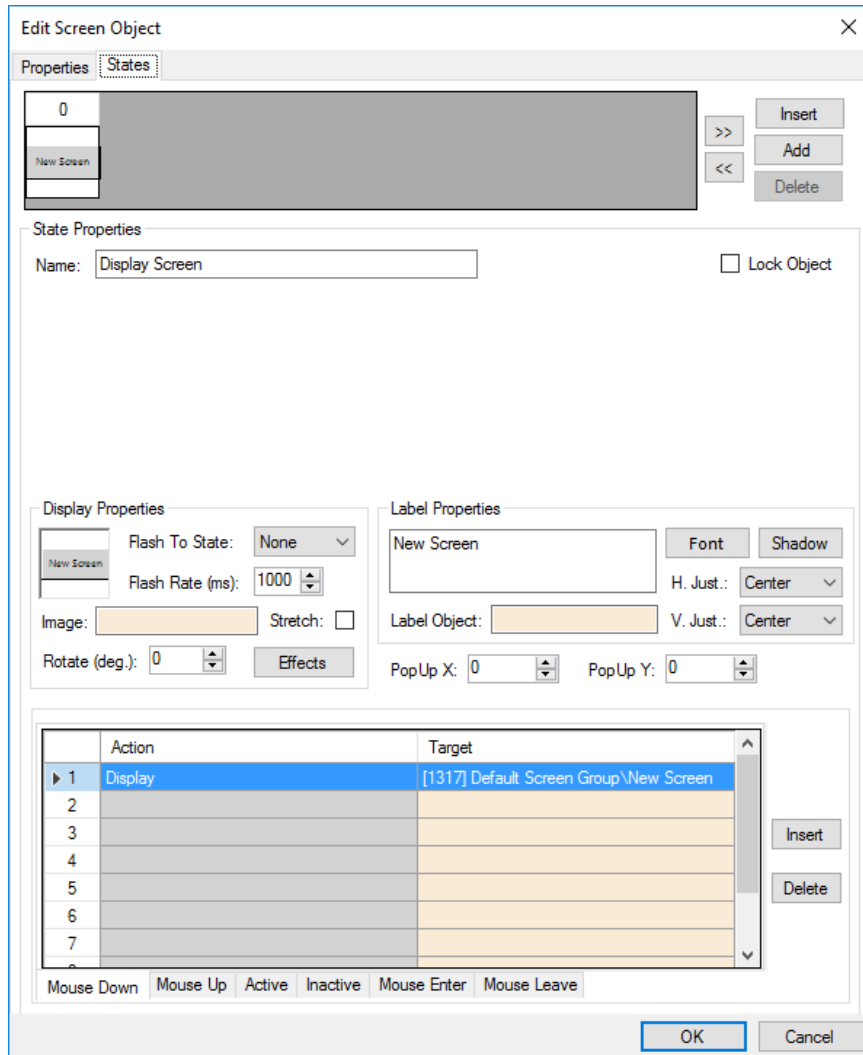 Edit Screen Object
Properties States
0
New Screen
>>
<<
Insert
Add
Delete
State Properties
Name: Display Screen
Lock Object
Display Properties
New Screen
Flash To State: None
Flash Rate (ms): 1000
Image:
Stretch:
Rotate (deg.): 0
Effects
Label Properties
New Screen
Font Shadow
H. Just.: Center
Label Object:
V. Just.: Center
PopUp X: 0 PopUp Y: 0
Action Target
1 Display [1317] Default Screen Group\New Screen
2
3
4
5
6
7
Insert
Delete
Mouse Down Mouse Up Active Inactive Mouse Enter Mouse Leave
OK Cancel